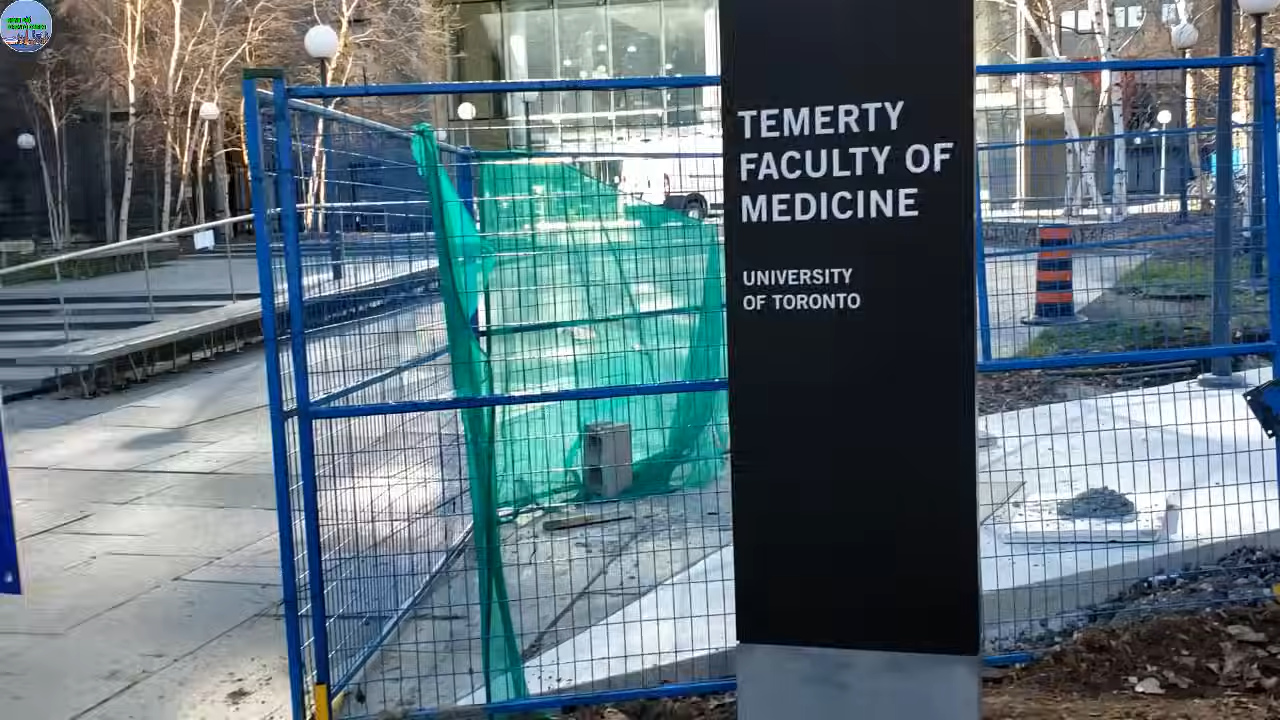 TEMERTY
FACULTY OF
MEDICINE
UNIVERSITY
OF TORONTO